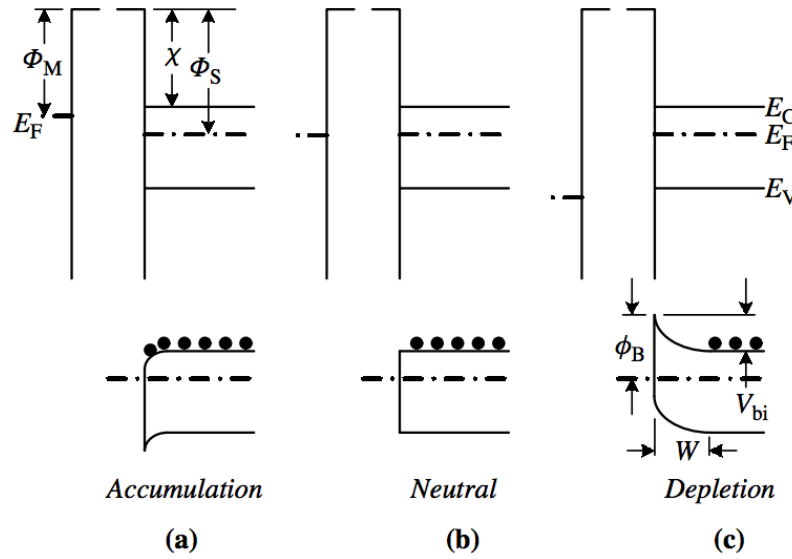 Φ_M
χ
Φ_S
E_F
E_C
E_F
E_V
ϕ_B
V_bi
W
Accumulation
Neutral
Depletion
(a)
(b)
(c)